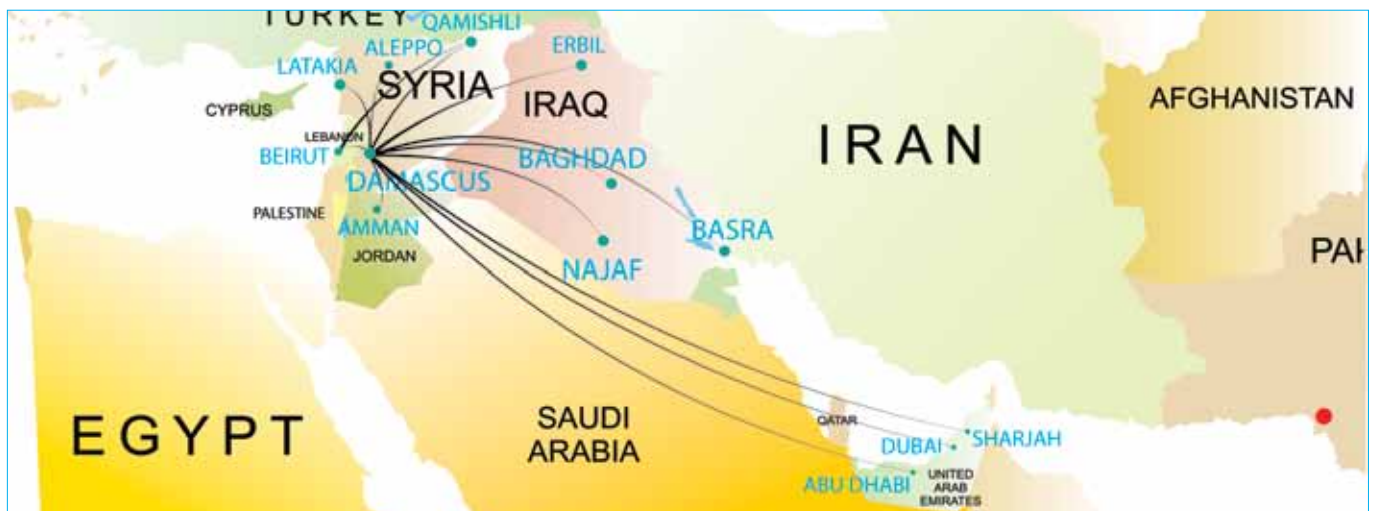 TURKEY
QAMISHLI
ALEPPO
ERBIL
LATAKIA
SYRIA
IRAQ
AFGHANISTAN
CYPRUS
IRAN
LEBANON
BEIRUT
BAGHDAD
DAMASCUS
PALESTINE
AMMAN
BASRA
JORDAN
NAJAF
PAK
EGYPT
SAUDI
ARABIA
QATAR
DUBAI
SHARJAH
ABU DHABI
UNITED
ARAB
EMIRATES